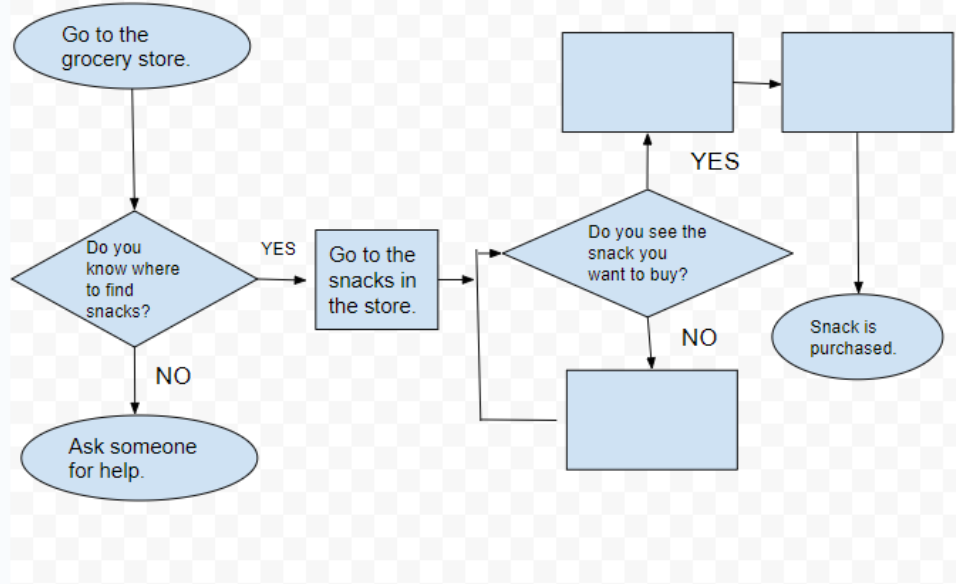 Go to the
grocery store.
Do you
know where
to find
snacks?
YES
NO
Ask someone
for help.
Go to the
snacks in
the store.
Do you see the
snack you
want to buy?
YES
NO
Snack is
purchased.